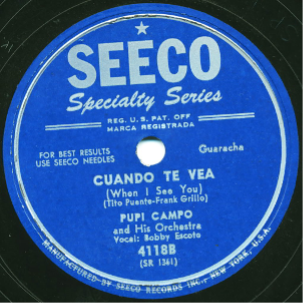 SEECO
Specialty Series
REG. U. S. PAT. OFF
MARCA REGISTRADA
FOR BEST RESULTS
USE SEECO NEEDLES
Guaracha
CUANDO TE VEA
(When I See You)
(Tito Puente-Frank Grillo)
PUPI CAMPO
and His Orchestra
Vocal: Bobby Escoto
4118B
(SR 1361)
MANUFACTURED BY SEECO RECORDS INC., NEW YORK, U.S.A.